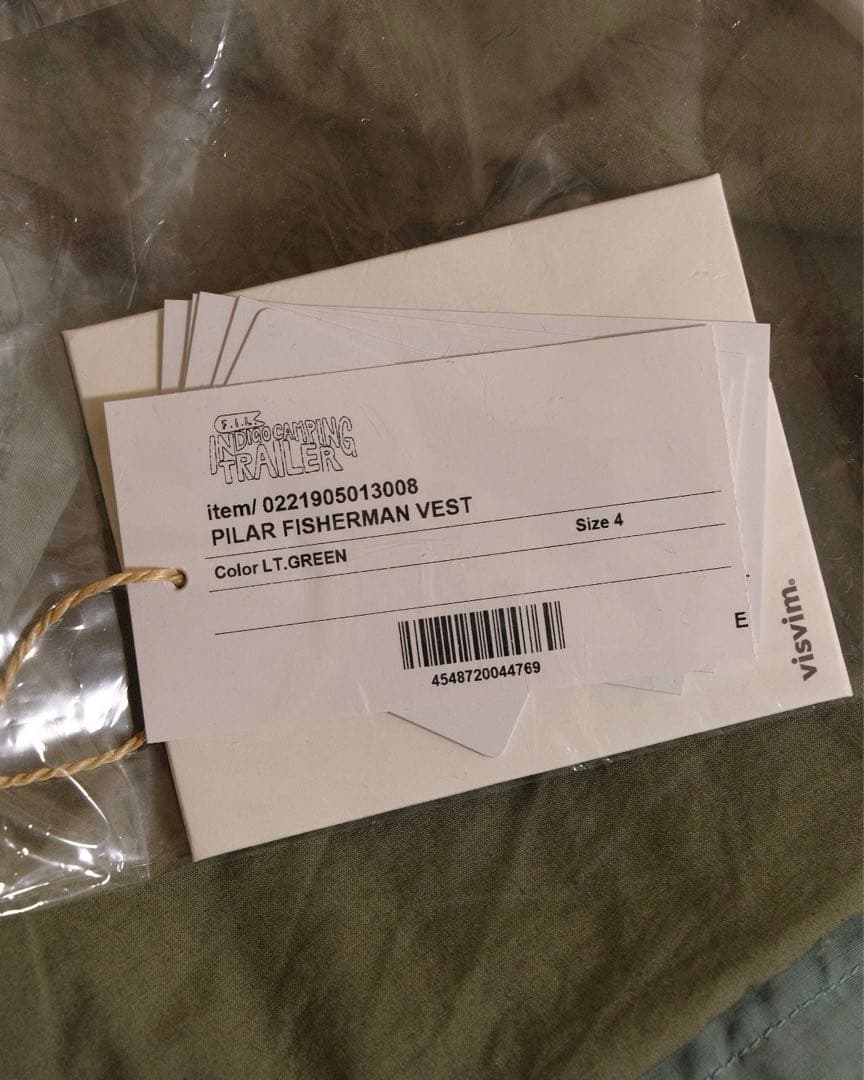 F.I.L.
INDIGO CAMPING
TRAILER
item/ 0221905013008
PILAR FISHERMAN VEST
Color LT.GREEN Size 4
4548720044769
E
visvim.